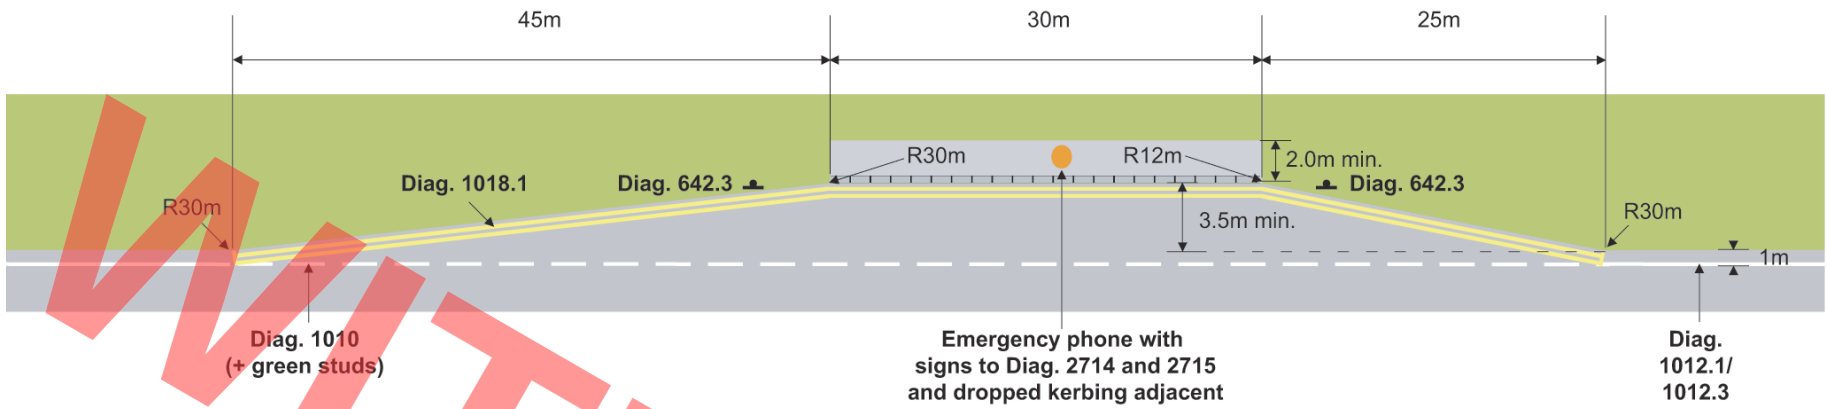 45m
30m
25m
R30m
R12m
2.0m min.
Diag. 1018.1
Diag. 642.3
Diag. 642.3
R30m
3.5m min.
R30m
1m
Diag. 1010
(+ green studs)
Emergency phone with
signs to Diag. 2714 and 2715
and dropped kerbing adjacent
Diag.
1012.1/
1012.3